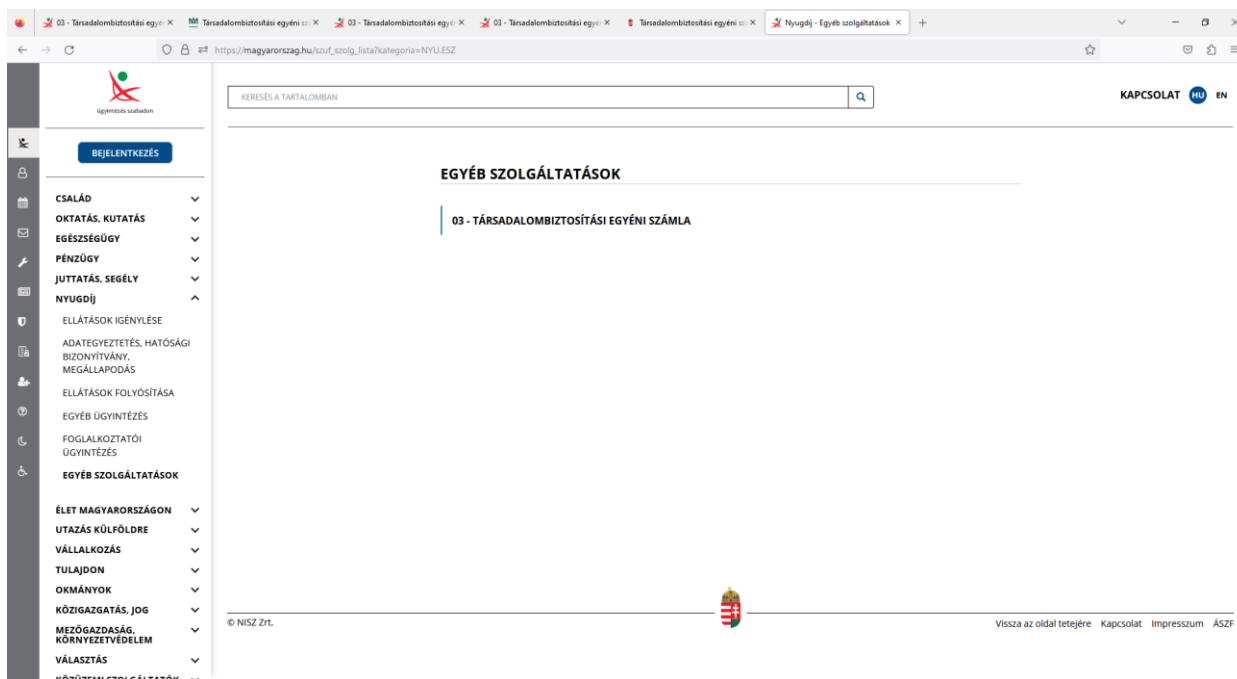 03 - Társadalombiztosítási egyé
Társadalombiztosítási egyéni sz
03 - Társadalombiztosítási egyé
03 - Társadalombiztosítási egyé
Társadalombiztosítási egyéni sz
Nyugdíj - Egyéb szolgáltatások
https://magyarorszag.hu/szuf_szolg_lista?kategoria=NYU.ESZ
ügyintézés szabadon
KERESÉS A TARTALOMBAN
KAPCSOLAT HU EN
BEJELENTKEZÉS
CSALÁD
OKTATÁS, KUTATÁS
EGÉSZSÉGÜGY
PÉNZÜGY
JUTTATÁS, SEGÉLY
NYUGDÍJ
ELLÁTÁSOK IGÉNYLÉSE
ADATEGYEZTETÉS, HATÓSÁGI
BIZONYÍTVÁNY,
MEGÁLLAPODÁS
ELLÁTÁSOK FOLYÓSÍTÁSA
EGYÉB ÜGYINTÉZÉS
FOGLALKOZTATÓI
ÜGYINTÉZÉS
EGYÉB SZOLGÁLTATÁSOK
ÉLET MAGYARORSZÁGON
UTAZÁS KÜLFÖLDRE
VÁLLALKOZÁS
TULAJDON
OKMÁNYOK
KÖZIGAZGATÁS, JOG
MEZŐGAZDASÁG,
KÖRNYEZETVÉDELEM
VÁLASZTÁS
KÖZÜZEMI SZOLGÁLTATÓK
EGYÉB SZOLGÁLTATÁSOK
03 - TÁRSADALOMBIZTOSÍTÁSI EGYÉNI SZÁMLA
© NISZ Zrt.
Vissza az oldal tetejére Kapcsolat Impresszum ÁSZF